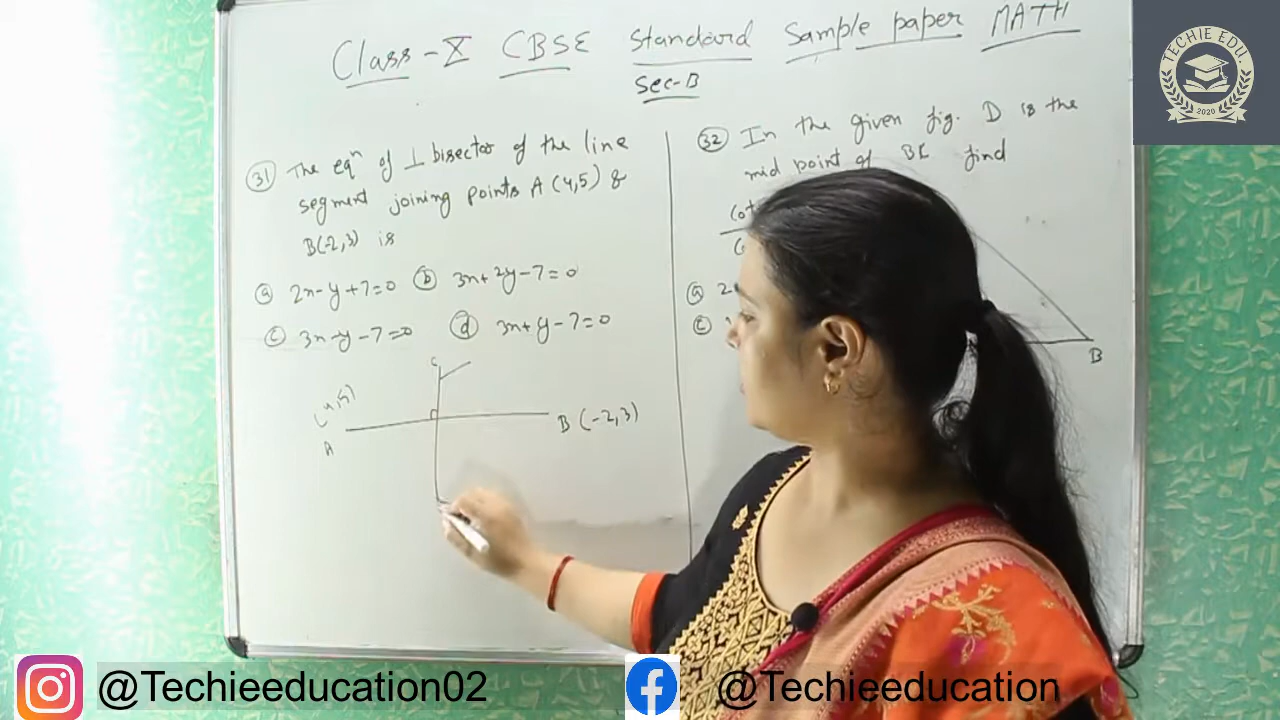 Class-X CBSE Standard Sample paper MATH
Sec-B
TECHIE EDU.
2020
31 The eqn of ⊥ bisector of the line
segment joining points A(4,5) &
B(-2,3) is
a 2x-y+7=0 b 3x+2y-7=0
c 3x-y-7=0 d 3x+y-7=0
C
(4,5)
A
B(-2,3)
32 In the given fig. D is the
mid point of BC find
a 2
c
B
@Techieeducation02
@Techieeducation